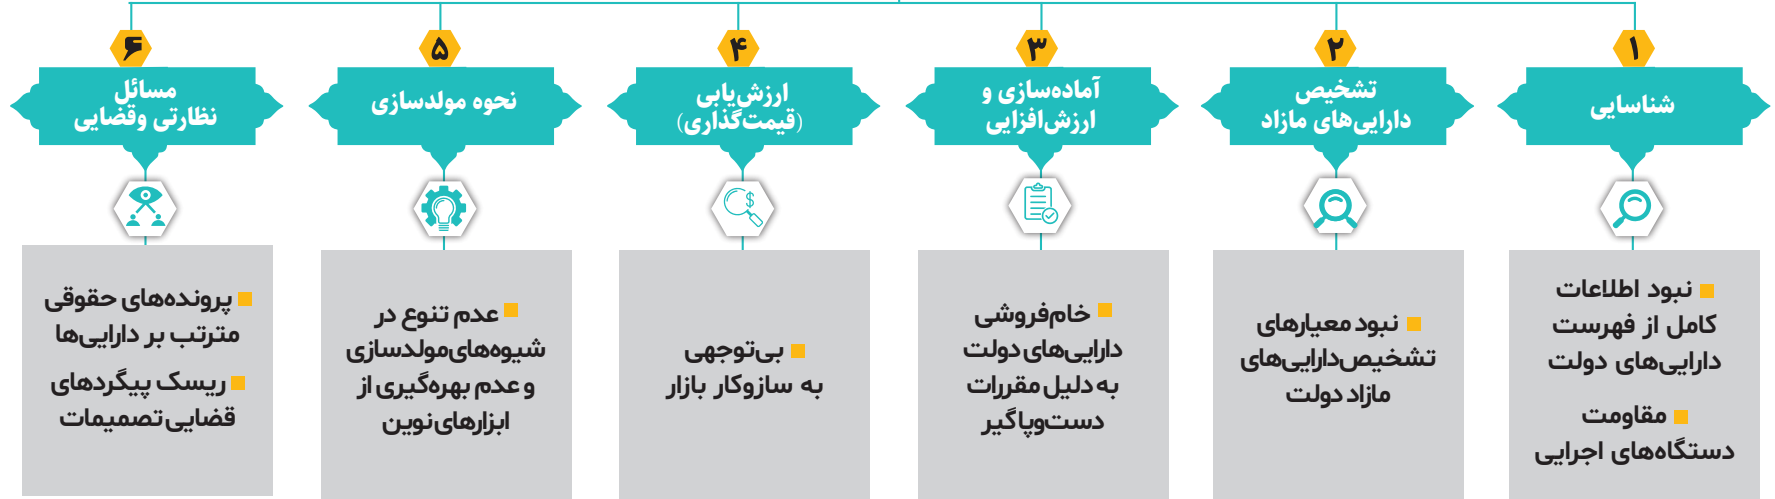 ۱
شناسایی
نبود اطلاعات
کامل از فهرست
دارایی‌های دولت
مقاومت
دستگاه‌های اجرایی
۲
تشخیص
دارایی‌های مازاد
نبود معیارهای
تشخیص‌دارایی‌های
مازاد دولت
۳
آماده‌سازی و
ارزش‌افزایی
خام‌فروشی
دارایی‌های دولت
به دلیل مقررات
دست‌وپاگیر
۴
ارزش‌یابی
(قیمت‌گذاری)
بی‌توجهی
به سازوکار بازار
۵
نحوه مولدسازی
عدم تنوع در
شیوه‌های‌مولدسازی
و عدم بهره‌گیری از
ابزارهای‌نوین
۶
مسائل
نظارتی وقضایی
پرونده‌های حقوقی
مترتب بر دارایی‌ها
ریسک پیگردهای
قضایی‌تصمیمات